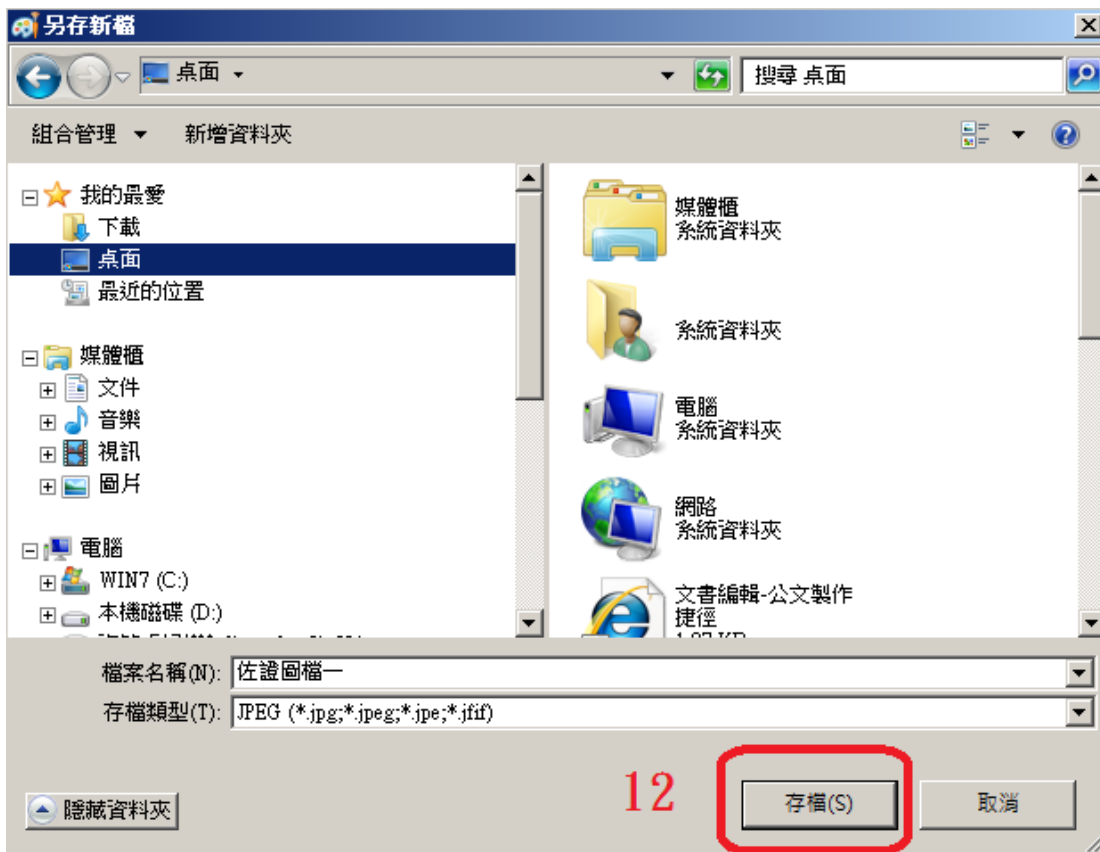 另存新檔
桌面
搜尋 桌面
組合管理
新增資料夾
我的最愛
下載
桌面
最近的位置
媒體櫃
文件
音樂
視訊
圖片
電腦
WIN7 (C:)
本機磁碟 (D:)
媒體櫃
系統資料夾
系統資料夾
電腦
系統資料夾
網路
系統資料夾
文書編輯-公文製作
捷徑
檔案名稱(N): 佐證圖檔一
存檔類型(T): JPEG (*.jpg;*.jpeg;*.jpe;*.jfif)
隱藏資料夾
12
存檔(S)
取消